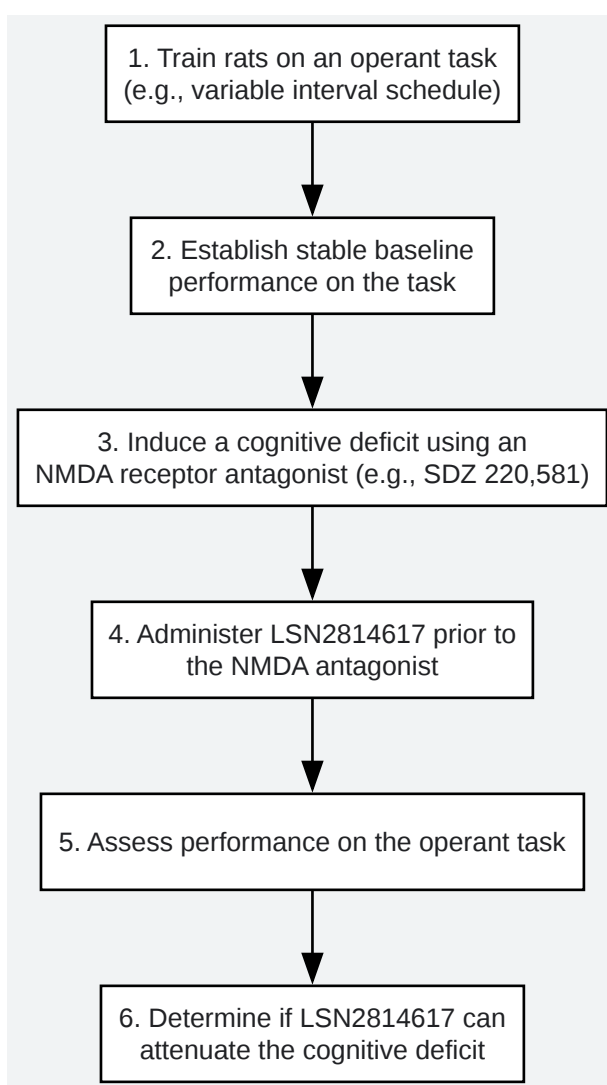 1. Train rats on an operant task
(e.g., variable interval schedule)
2. Establish stable baseline
performance on the task
3. Induce a cognitive deficit using an
NMDA receptor antagonist (e.g., SDZ 220,581)
4. Administer LSN2814617 prior to
the NMDA antagonist
5. Assess performance on the operant task
6. Determine if LSN2814617 can
attenuate the cognitive deficit